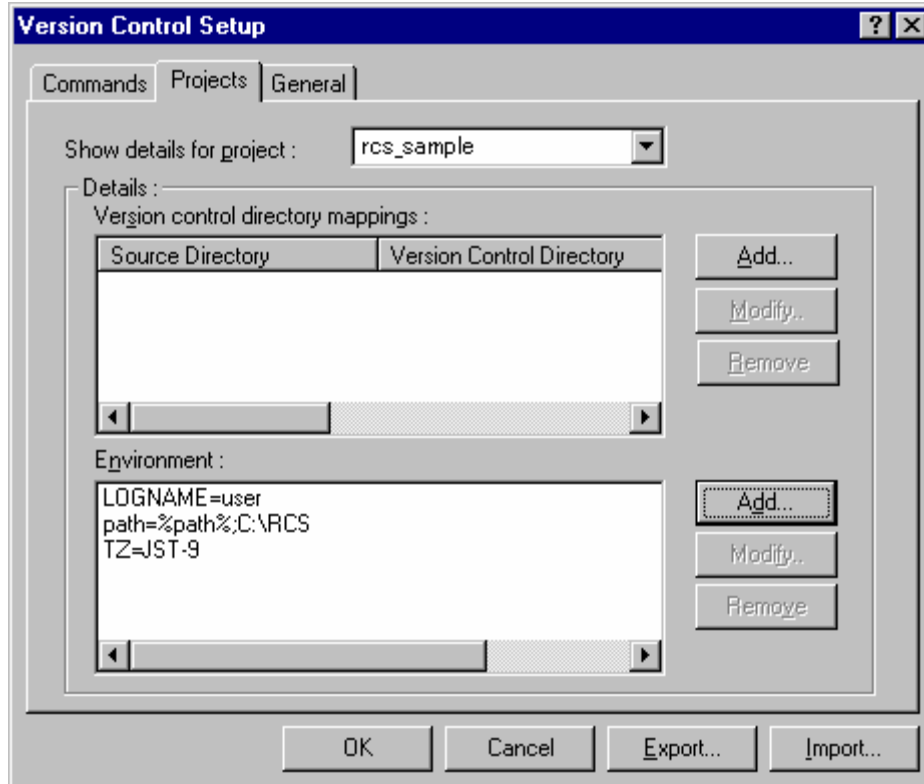 Version Control Setup
Commands Projects General
Show details for project : rcs_sample
Details :
Version control directory mappings :
Source Directory Version Control Directory
Add...
Modify..
Remove
Environment :
LOGNAME=user
path=%path%;C:\RCS
TZ=JST-9
Add...
Modify..
Remove
OK Cancel Export... Import...